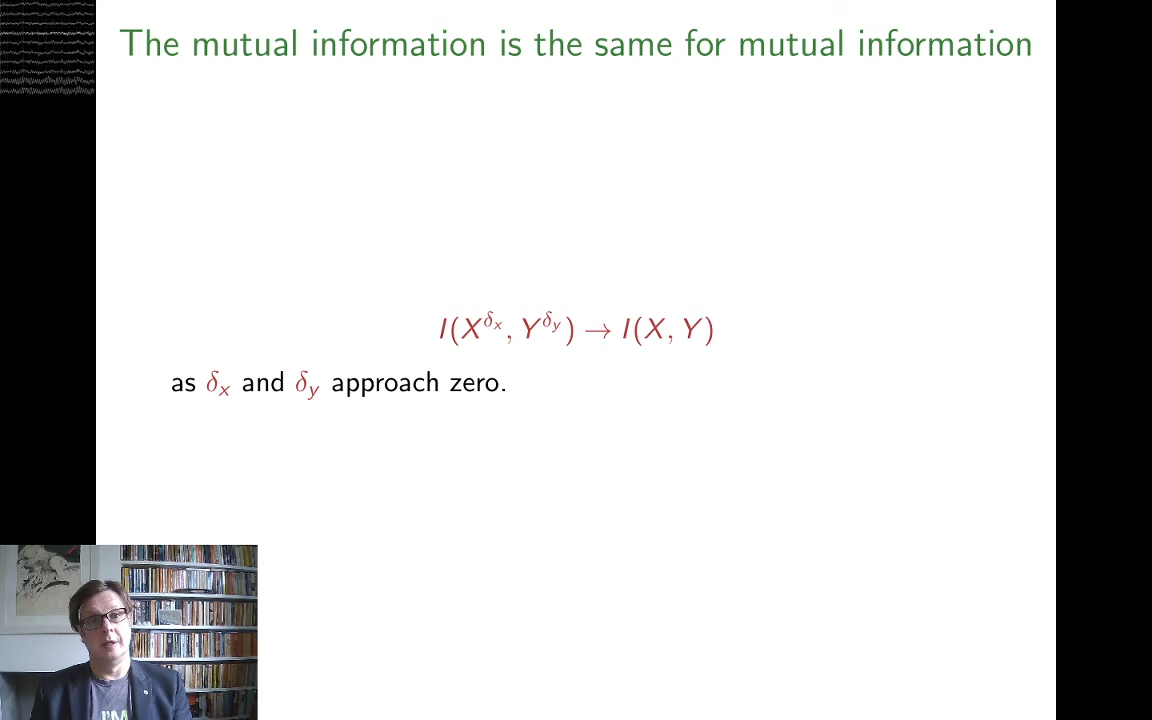 The mutual information is the same for mutual information
I(X^{δ_x}, Y^{δ_y}) → I(X, Y)
as δ_x and δ_y approach zero.
I'M